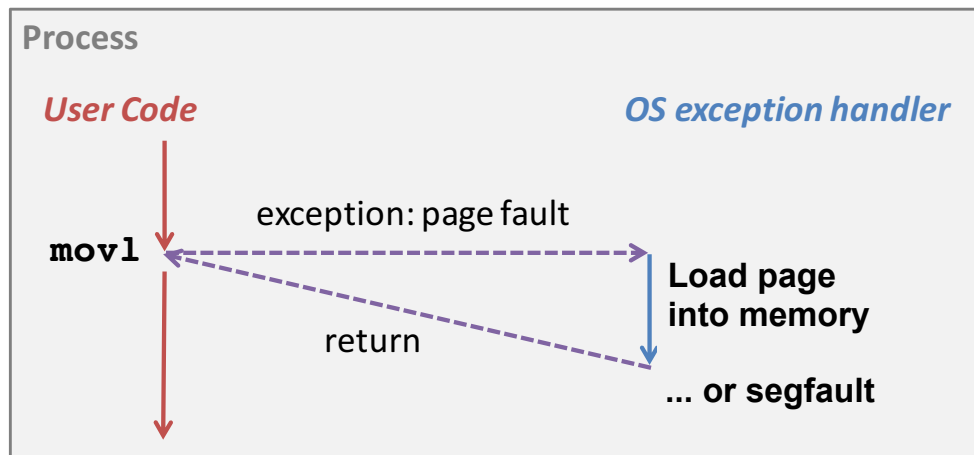 Process
User Code
OS exception handler
exception: page fault
movl
Load page
into memory
return
... or segfault